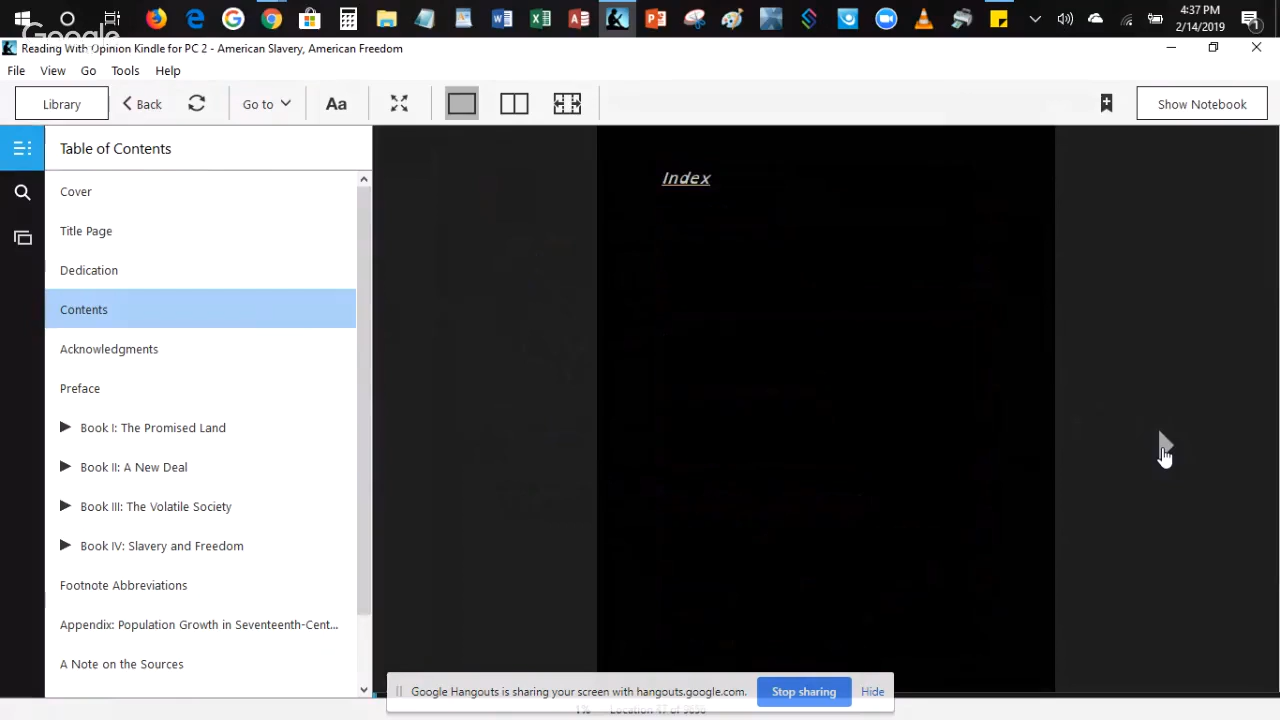 4:37 PM
2/14/2019
1
Google
Reading With Opinion Kindle for PC 2 - American Slavery, American Freedom
File View Go Tools Help
Library Back Go to Aa Show Notebook
Table of Contents
Cover
Title Page
Dedication
Contents
Acknowledgments
Preface
Book I: The Promised Land
Book II: A New Deal
Book III: The Volatile Society
Book IV: Slavery and Freedom
Footnote Abbreviations
Appendix: Population Growth in Seventeenth-Cent...
A Note on the Sources
Index
Google Hangouts is sharing your screen with hangouts.google.com. Stop sharing Hide
1%